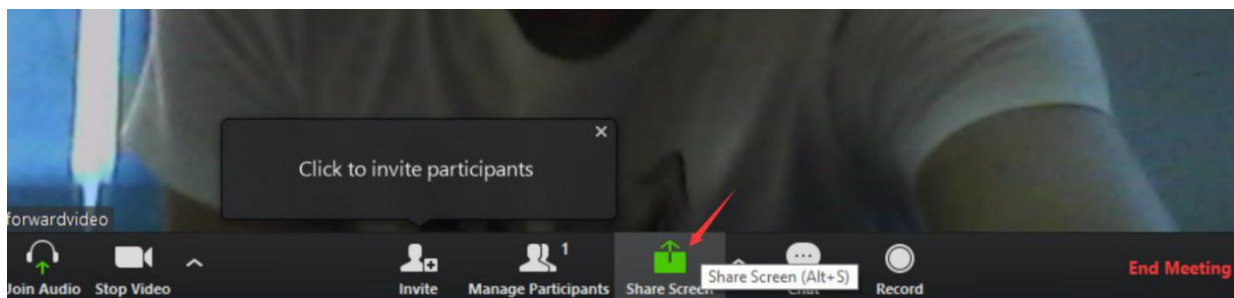 ×
Click to invite participants
forwardvideo
1
Join Audio Stop Video Invite Manage Participants Share Screen Chat Record End Meeting
Share Screen (Alt+S)